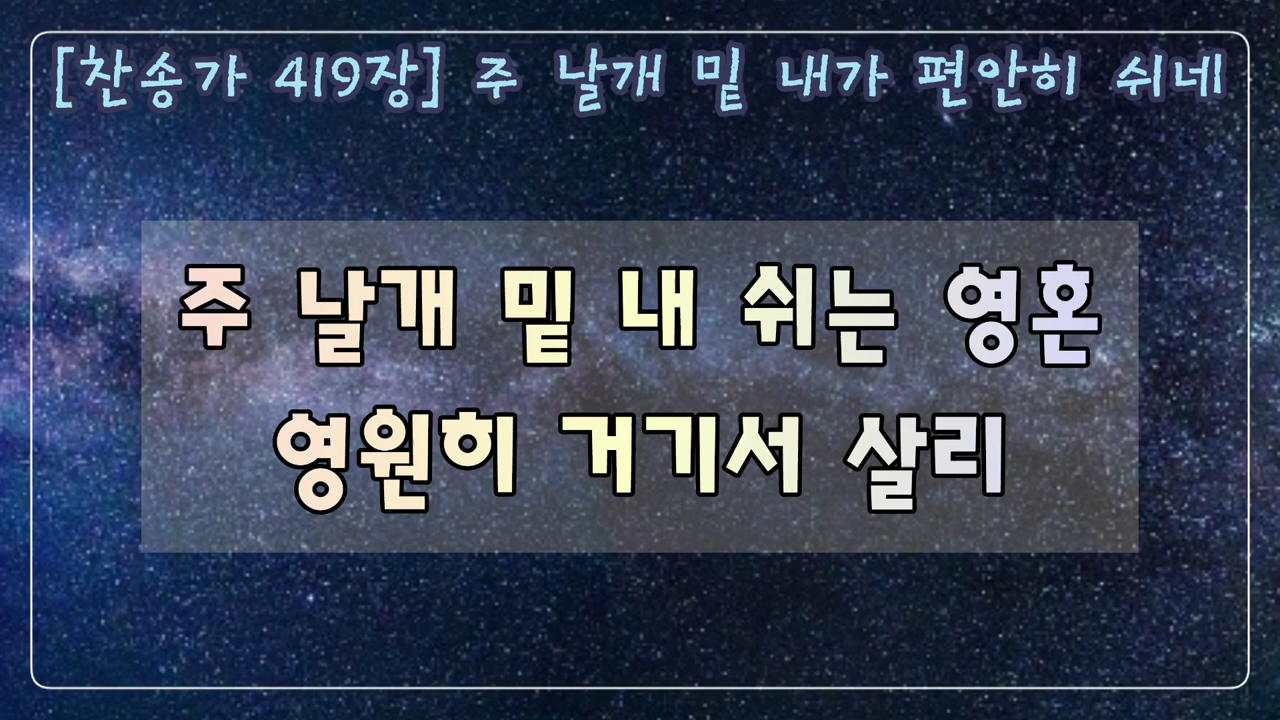 [찬송가 419장] 주 날개 밑 내가 편안히 쉬네
주 날개 밑 내 쉬는 영혼
영원히 거기서 살리